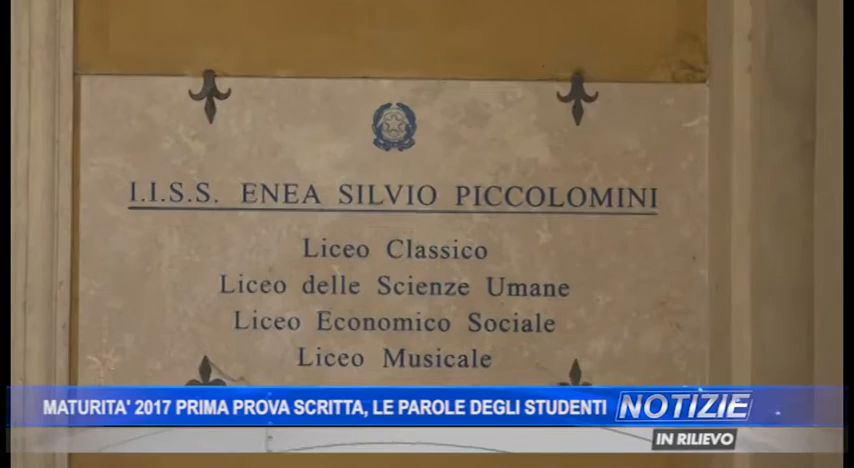 I.I.S.S. ENEA SILVIO PICCOLOMINI
Liceo Classico
Liceo delle Scienze Umane
Liceo Economico Sociale
Liceo Musicale
MATURITA' 2017 PRIMA PROVA SCRITTA, LE PAROLE DEGLI STUDENTI
NOTIZIE
IN RILIEVO